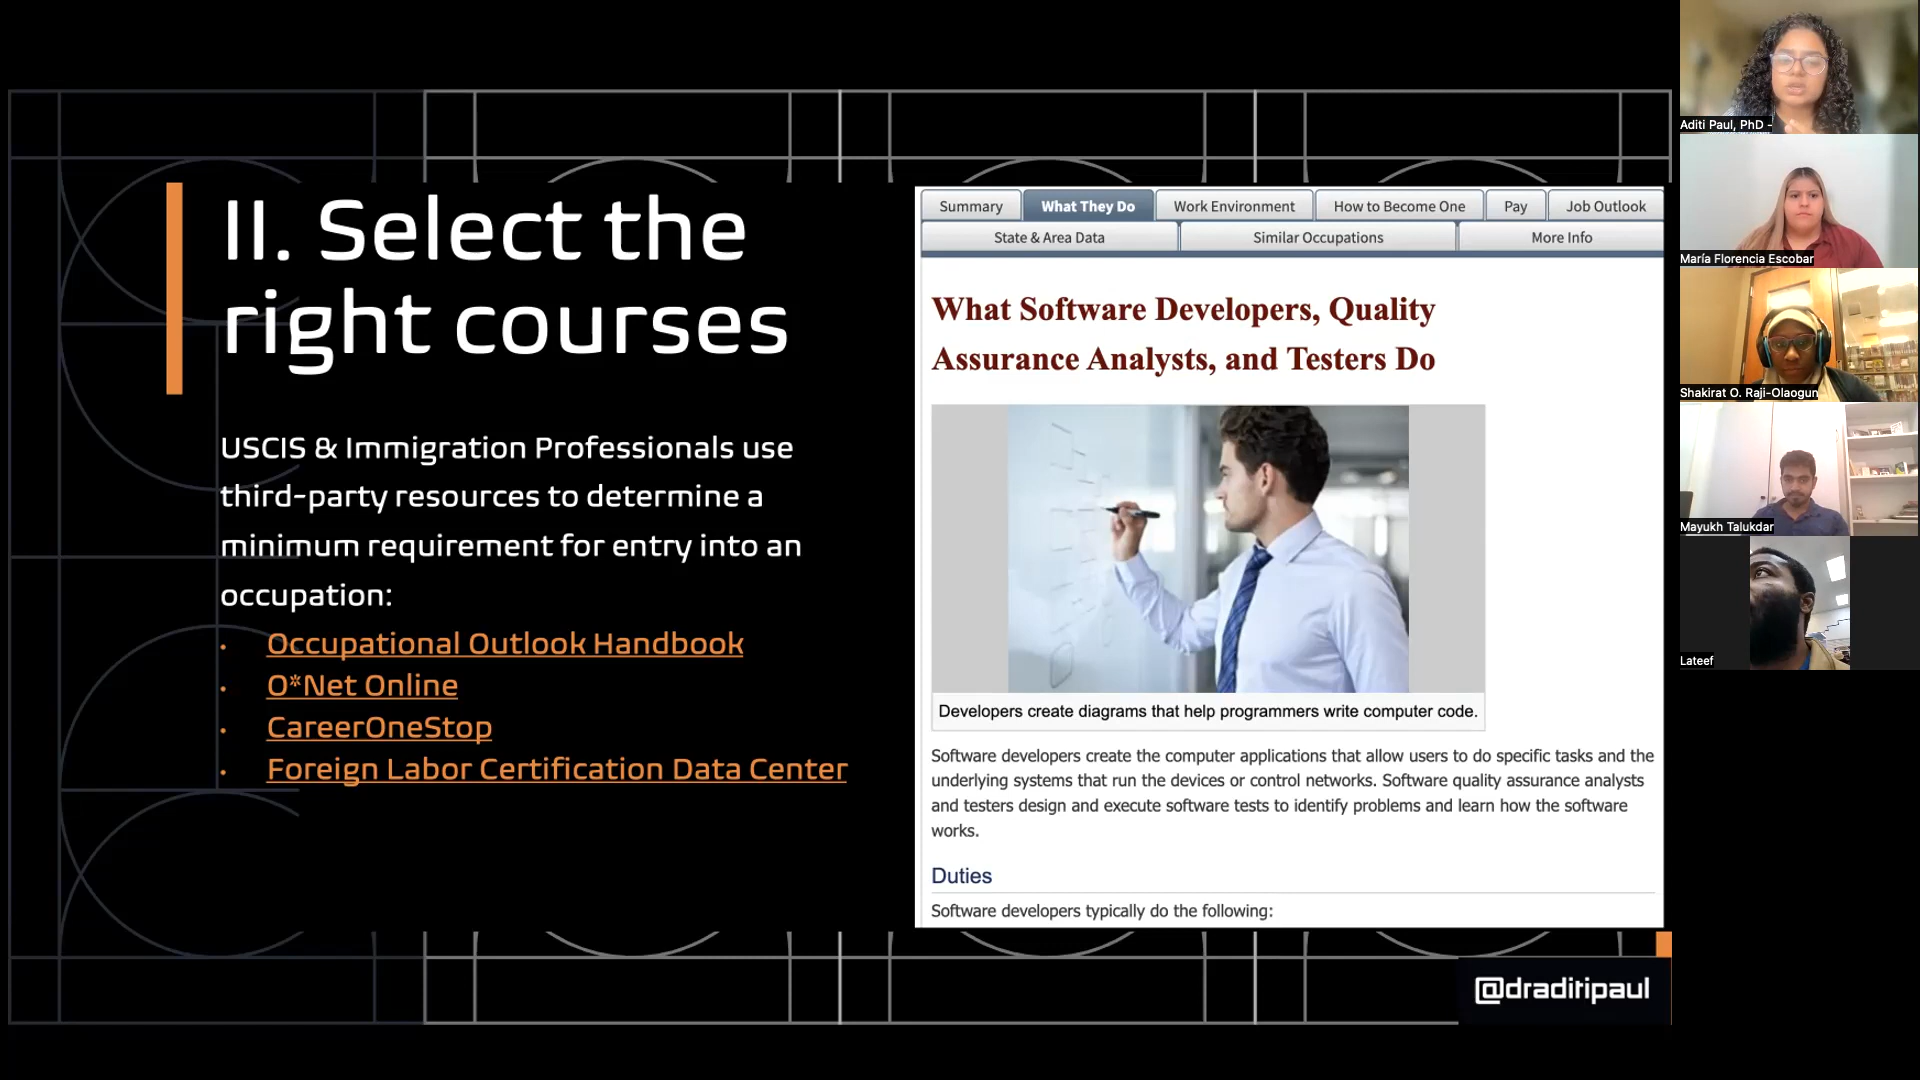 II. Select the
right courses
USCIS & Immigration Professionals use
third-party resources to determine a
minimum requirement for entry into an
occupation:
• Occupational Outlook Handbook
• O*Net Online
• CareerOneStop
• Foreign Labor Certification Data Center
Summary What They Do Work Environment How to Become One Pay Job Outlook
State & Area Data Similar Occupations More Info
What Software Developers, Quality
Assurance Analysts, and Testers Do
Developers create diagrams that help programmers write computer code.
Software developers create the computer applications that allow users to do specific tasks and the
underlying systems that run the devices or control networks. Software quality assurance analysts
and testers design and execute software tests to identify problems and learn how the software
works.
Duties
Software developers typically do the following:
@draditipaul
Aditi Paul, PhD -
María Florencia Escobar
Shakirat O. Raji-Olaogun
Mayukh Talukdar
Lateef